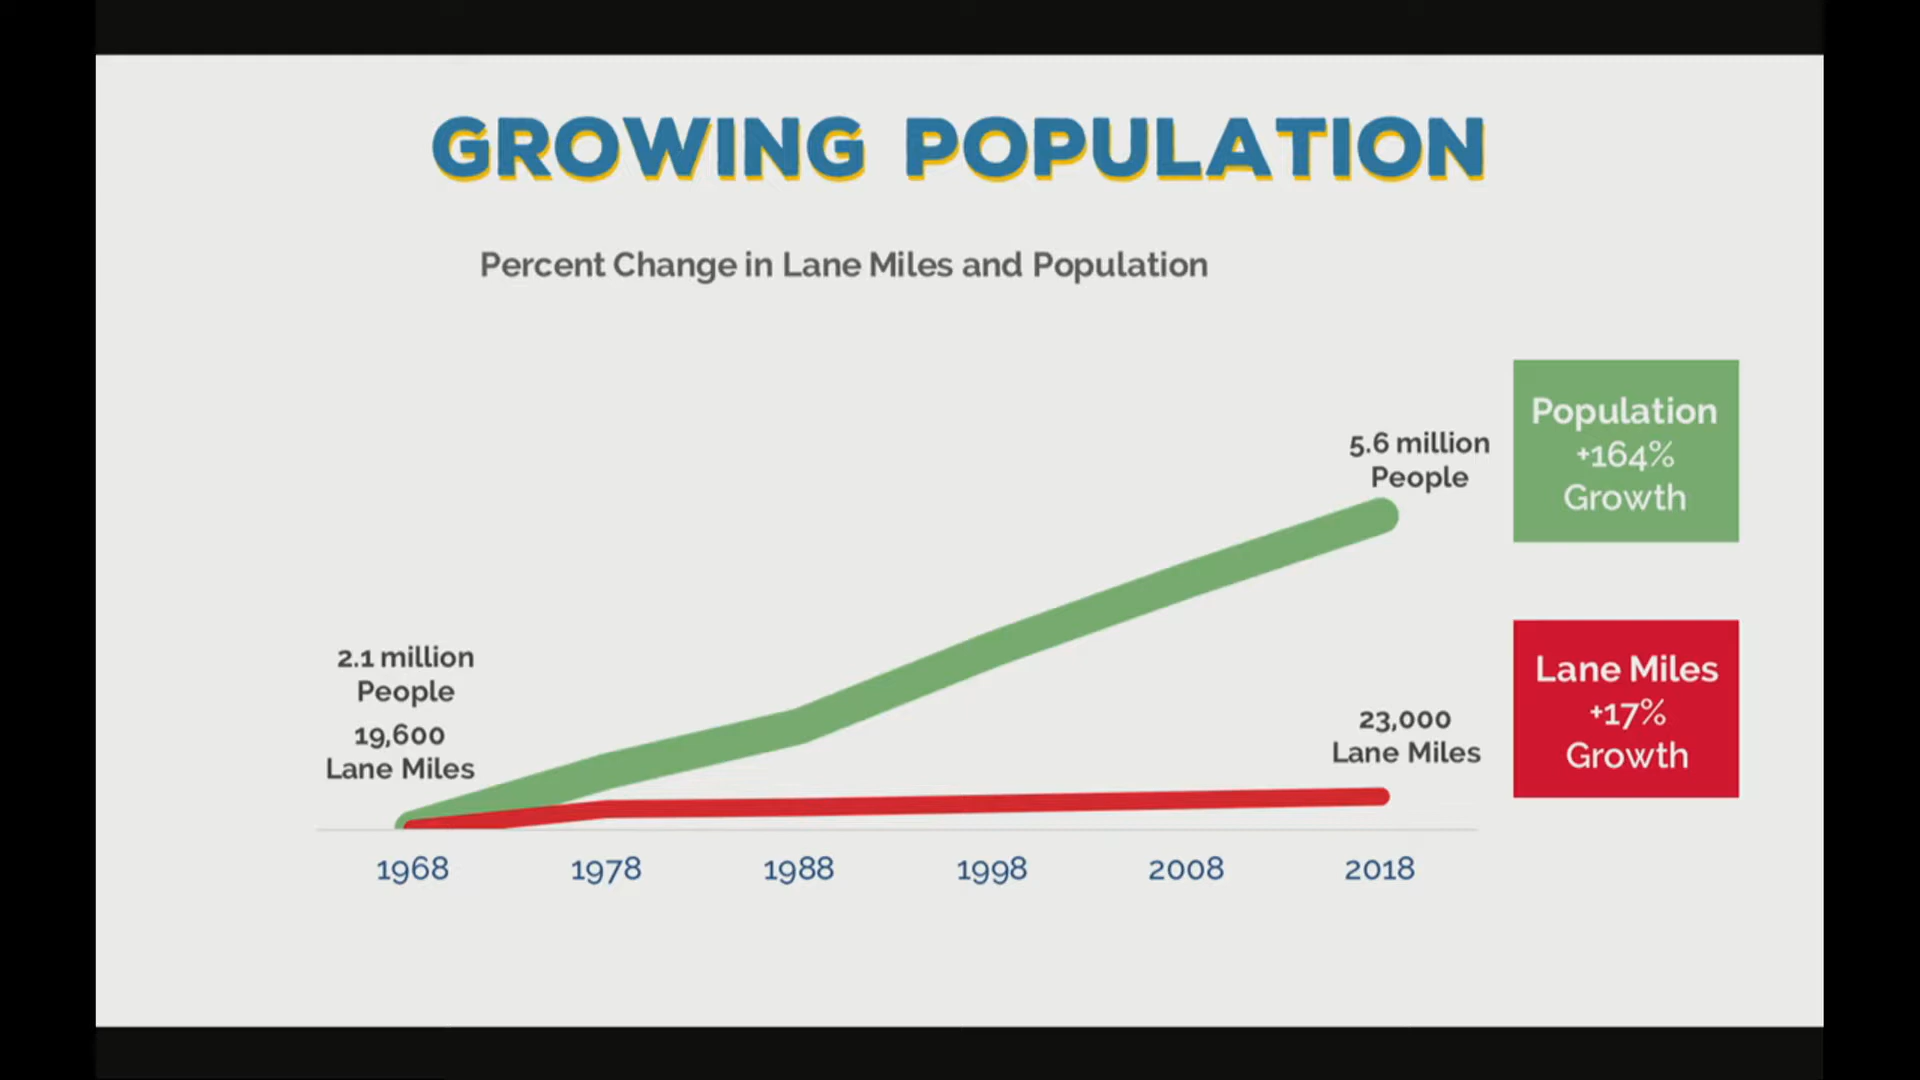 GROWING POPULATION
Percent Change in Lane Miles and Population
5.6 million
People
Population
+164%
Growth
2.1 million
People
19,600
Lane Miles
23,000
Lane Miles
Lane Miles
+17%
Growth
1968 1978 1988 1998 2008 2018